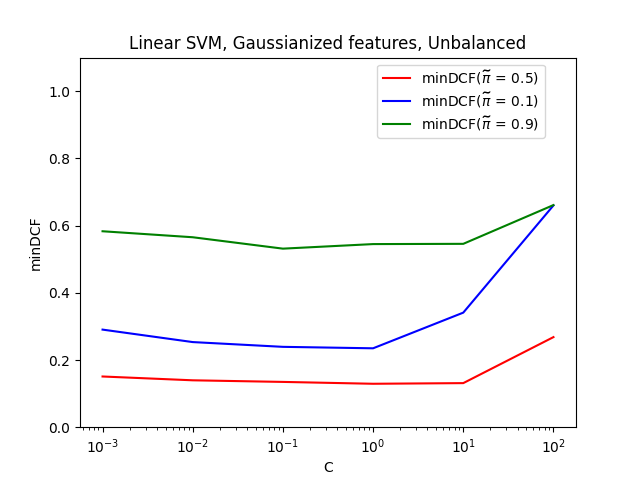 Linear SVM, Gaussianized features, Unbalanced
minDCF(π̃ = 0.5)
minDCF(π̃ = 0.1)
minDCF(π̃ = 0.9)
minDCF
1.0
0.8
0.6
0.4
0.2
0.0
10⁻³ 10⁻² 10⁻¹ 10⁰ 10¹ 10²
C